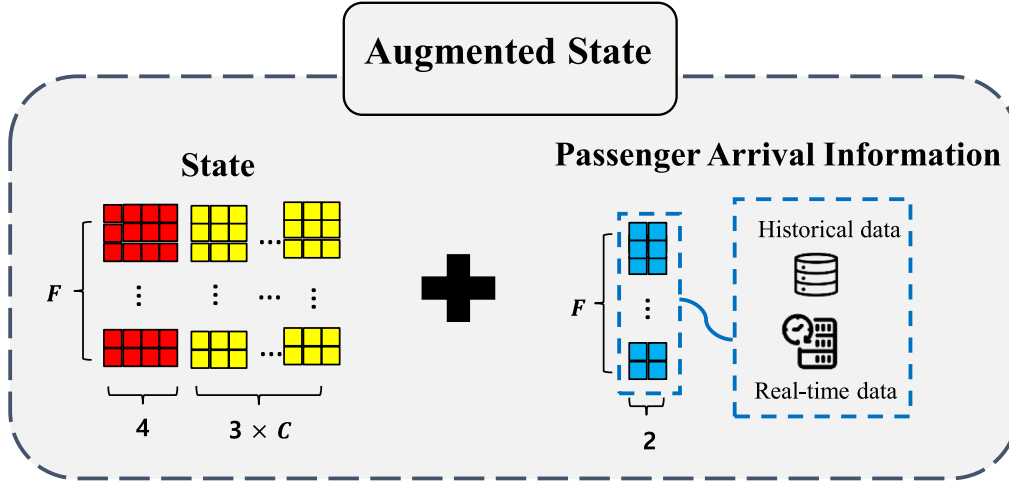 Augmented State
State
Passenger Arrival Information
F
4
3 × C
F
2
Historical data
Real-time data